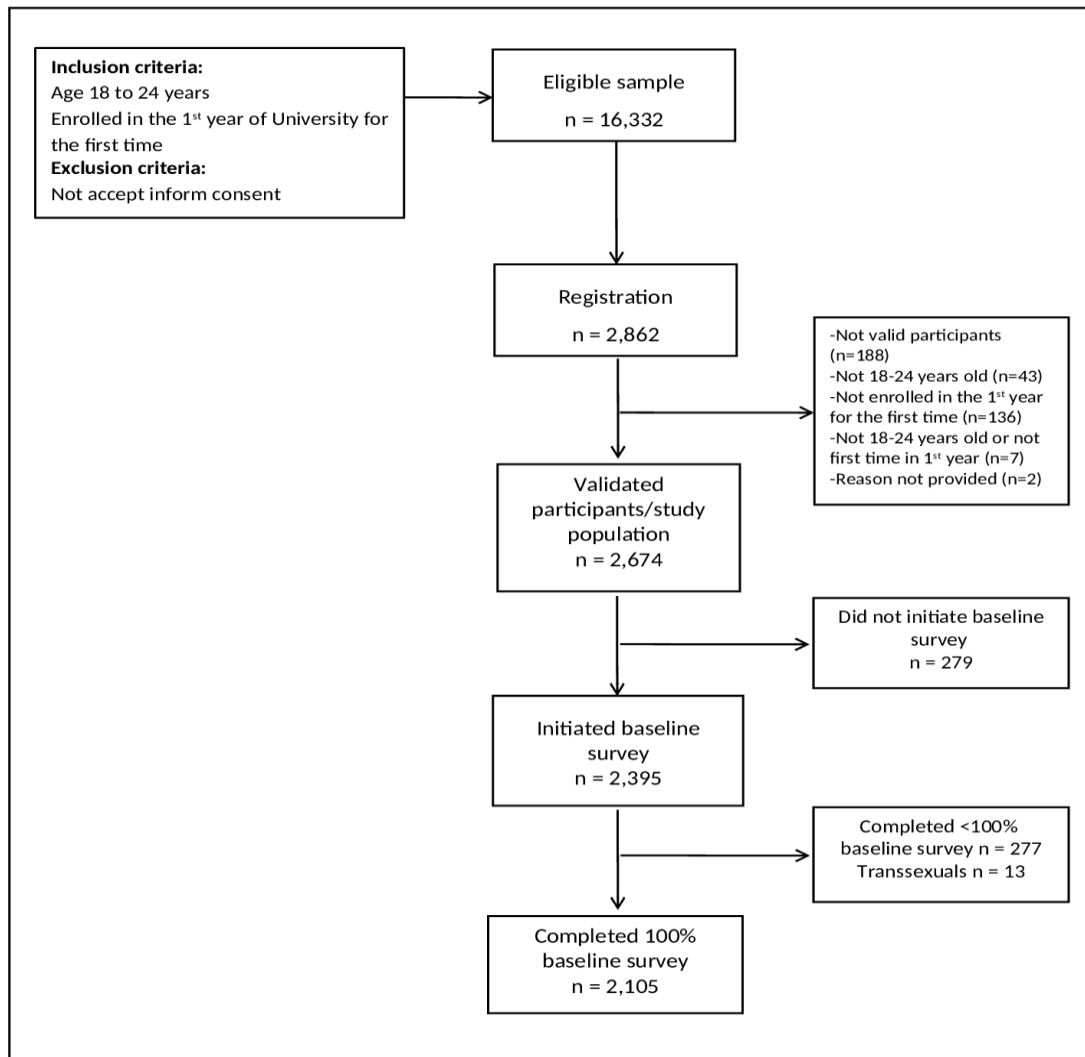 Inclusion criteria:
Age 18 to 24 years
Enrolled in the 1st year of University for
the first time
Exclusion criteria:
Not accept inform consent
Eligible sample
n = 16,332
Registration
n = 2,862
-Not valid participants
(n=188)
-Not 18-24 years old (n=43)
-Not enrolled in the 1st year
for the first time (n=136)
-Not 18-24 years old or not
first time in 1st year (n=7)
-Reason not provided (n=2)
Validated
participants/study
population
n = 2,674
Did not initiate baseline
survey
n = 279
Initiated baseline
survey
n = 2,395
Completed <100%
baseline survey n = 277
Transsexuals n = 13
Completed 100%
baseline survey
n = 2,105